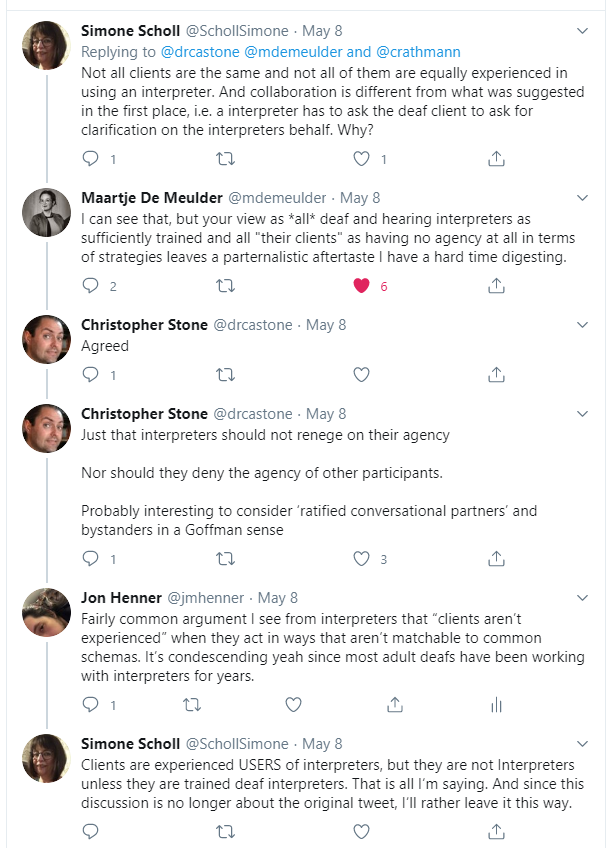 Simone Scholl @SchollSimone · May 8
Replying to @drcastone @mdemeulder and @crathmann
Not all clients are the same and not all of them are equally experienced in
using an interpreter. And collaboration is different from what was suggested
in the first place, i.e. a interpreter has to ask the deaf client to ask for
clarification on the interpreters behalf. Why?
1 1
Maartje De Meulder @mdemeulder · May 8
I can see that, but your view as *all* deaf and hearing interpreters as
sufficiently trained and all "their clients" as having no agency at all in terms
of strategies leaves a parternalistic aftertaste I have a hard time digesting.
2 6
Christopher Stone @drcastone · May 8
Agreed
1
Christopher Stone @drcastone · May 8
Just that interpreters should not renege on their agency
Nor should they deny the agency of other participants.
Probably interesting to consider ‘ratified conversational partners’ and
bystanders in a Goffman sense
1 3
Jon Henner @jmhenner · May 8
Fairly common argument I see from interpreters that “clients aren’t
experienced” when they act in ways that aren’t matchable to common
schemas. It’s condescending yeah since most adult deafs have been working
with interpreters for years.
1
Simone Scholl @SchollSimone · May 8
Clients are experienced USERS of interpreters, but they are not Interpreters
unless they are trained deaf interpreters. That is all I’m saying. And since this
discussion is no longer about the original tweet, I’ll rather leave it this way.